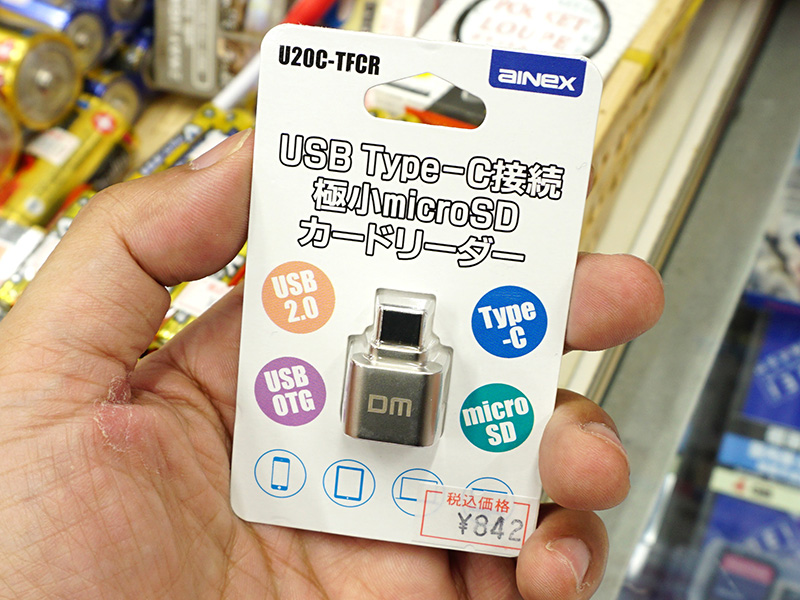 U20C-TFCR
AINEX
USB Type-C接続
極小microSD
カードリーダー
USB
2.0
Type
-C
USB
OTG
DM
micro
SD
税込価格
¥842